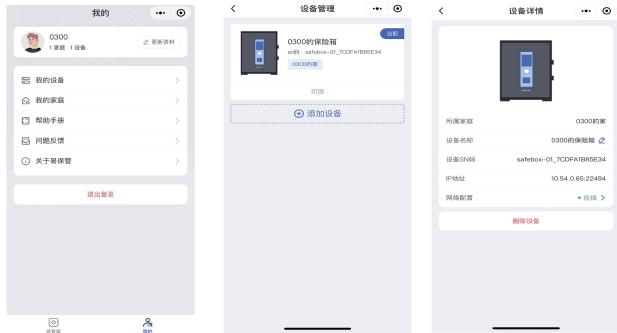 我的
0300
1 家庭 1 设备
更新资料
我的设备
我的家庭
帮助手册
问题反馈
关于易保管
退出登录
我的
设备管理
当前
0300的保险箱
sn码: safebox-01_7CDFA1B85E34
0300的家
切换
添加设备
设备详情
所属家庭 0300的家
设备名称 0300的保险箱
设备SN码 safebox-01_7CDFA1B85E34
IP地址 10.54.0.65:22494
网络配置 在线
删除设备